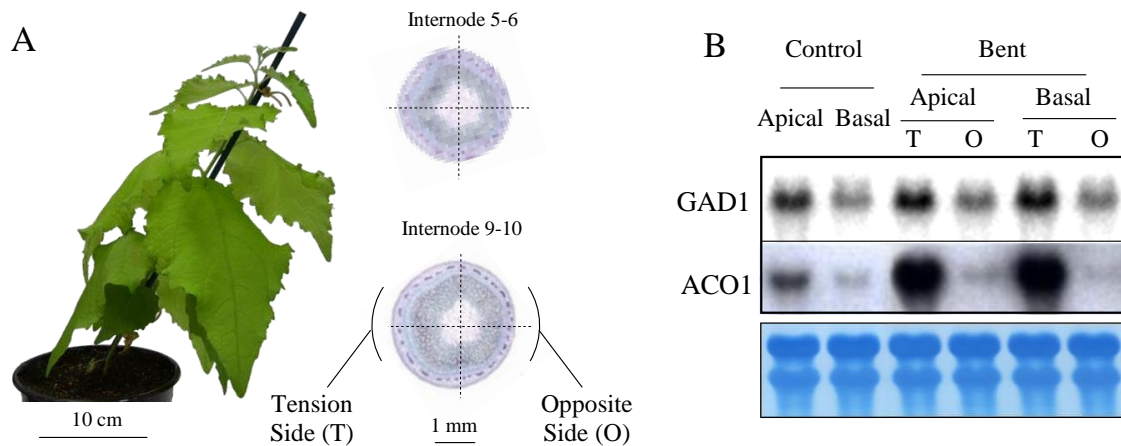 A
Internode 5-6
Internode 9-10
10 cm
Tension
Side (T)
1 mm
Opposite
Side (O)
B
Control
Bent
Apical Basal
Apical
Basal
T
O
T
O
GAD1
ACO1